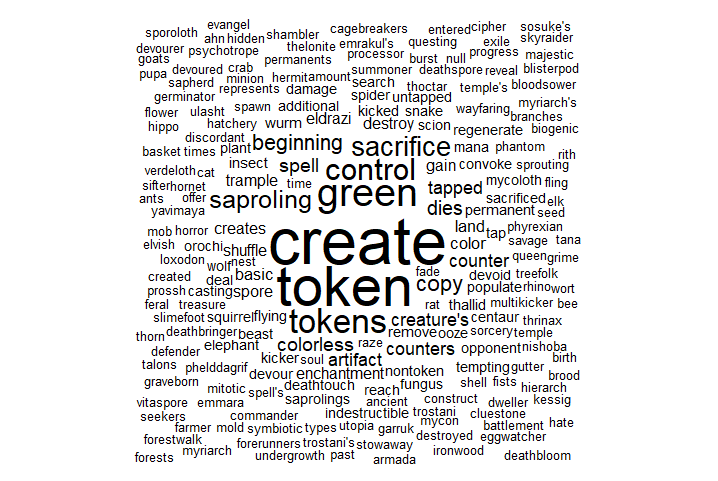 evangel
sporoloth
cagebreakers
entered cipher
sosuke's
ahn hidden shambler
emrakul's
questing
exile
skyraider
devourer
psychotrope
thelonite
processor
burst
null
progress
majestic
goats
permanents
pupa
devoured
crab
hermit amount
summoner
deathspore
reveal
blisterpod
sapherd
minion
search
temple's
represents
damage
spider
untapped
thoctar
bloodsower
germinator
spawn
additional
kicked
snake
wayfaring
myriarch's
flower
ulasht
eldrazi
branches
hippo
hatchery
wurm
destroy
scion
regenerate
biogenic
discordant
beginning
sacrifice
mana
phantom
basket
times
plant
rith
insect
spell
control
gain
convoke
sprouting
verdeloth
cat
sifter
hornet
trample
time
green
tapped
mycoloth
fling
ants
offer
saproling
sacrificed
elk
yavimaya
dies
permanent
seed
mob
horror
creates
create
land
tap
phyrexian
elvish
orochi
shuffle
color
savage
tana
loxodon
wolf
nest
counter
queen
grime
created
deal
basic
token
fade
copy
devoid
treefolk
prossh
casting
spore
populate
rhino
wort
feral
treasure
rat
thallid
multikicker
bee
slimefoot
squirrel
flying
tokens
creature's
centaur
thrinax
thorn
deathbringer
beast
remove
ooze
sorcery
temple
defender
elephant
colorless
raze
counters
opponent
nishoba
talons
phelddagrif
kicker
soul
artifact
tempting
gutter
birth
graveborn
devour
enchantment
nontoken
brood
mitotic
spell's
deathtouch
reach
fungus
shell
fists
hierarch
vitaspore
emmara
saprolings
ancient
construct
dweller
kessig
seekers
commander
indestructible
trostani
cluestone
farmer
mold
symbiotic
types
utopia
garruk
mycon
battlement
hate
forestwalk
forerunners
trostani's
stowaway
destroyed
eggwatcher
forests
myriarch
undergrowth
past
armada
ironwood
deathbloom